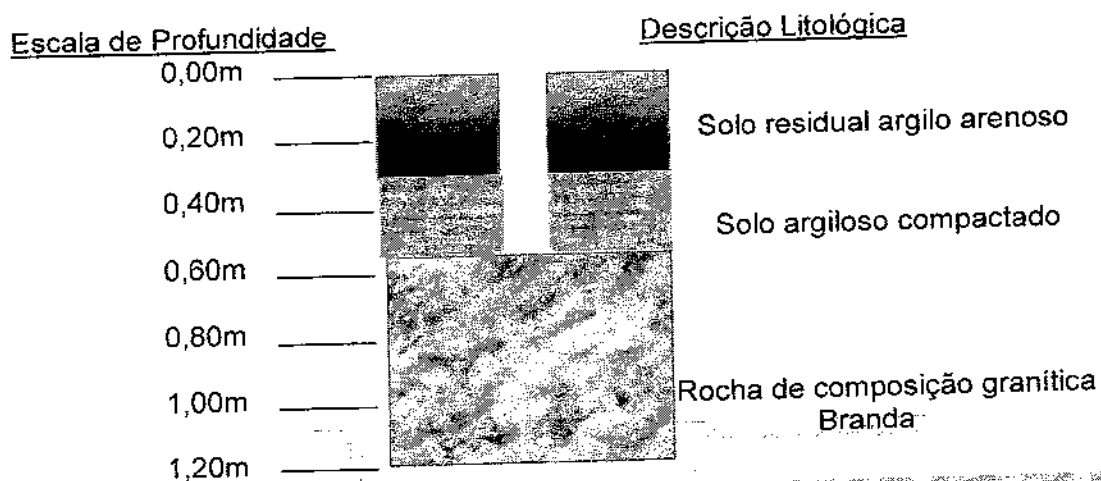 Escala de Profundidade
Descrição Litológica
0,00m
0,20m
Solo residual argilo arenoso
0,40m
Solo argiloso compactado
0,60m
0,80m
1,00m
Rocha de composição granítica
Branda
1,20m